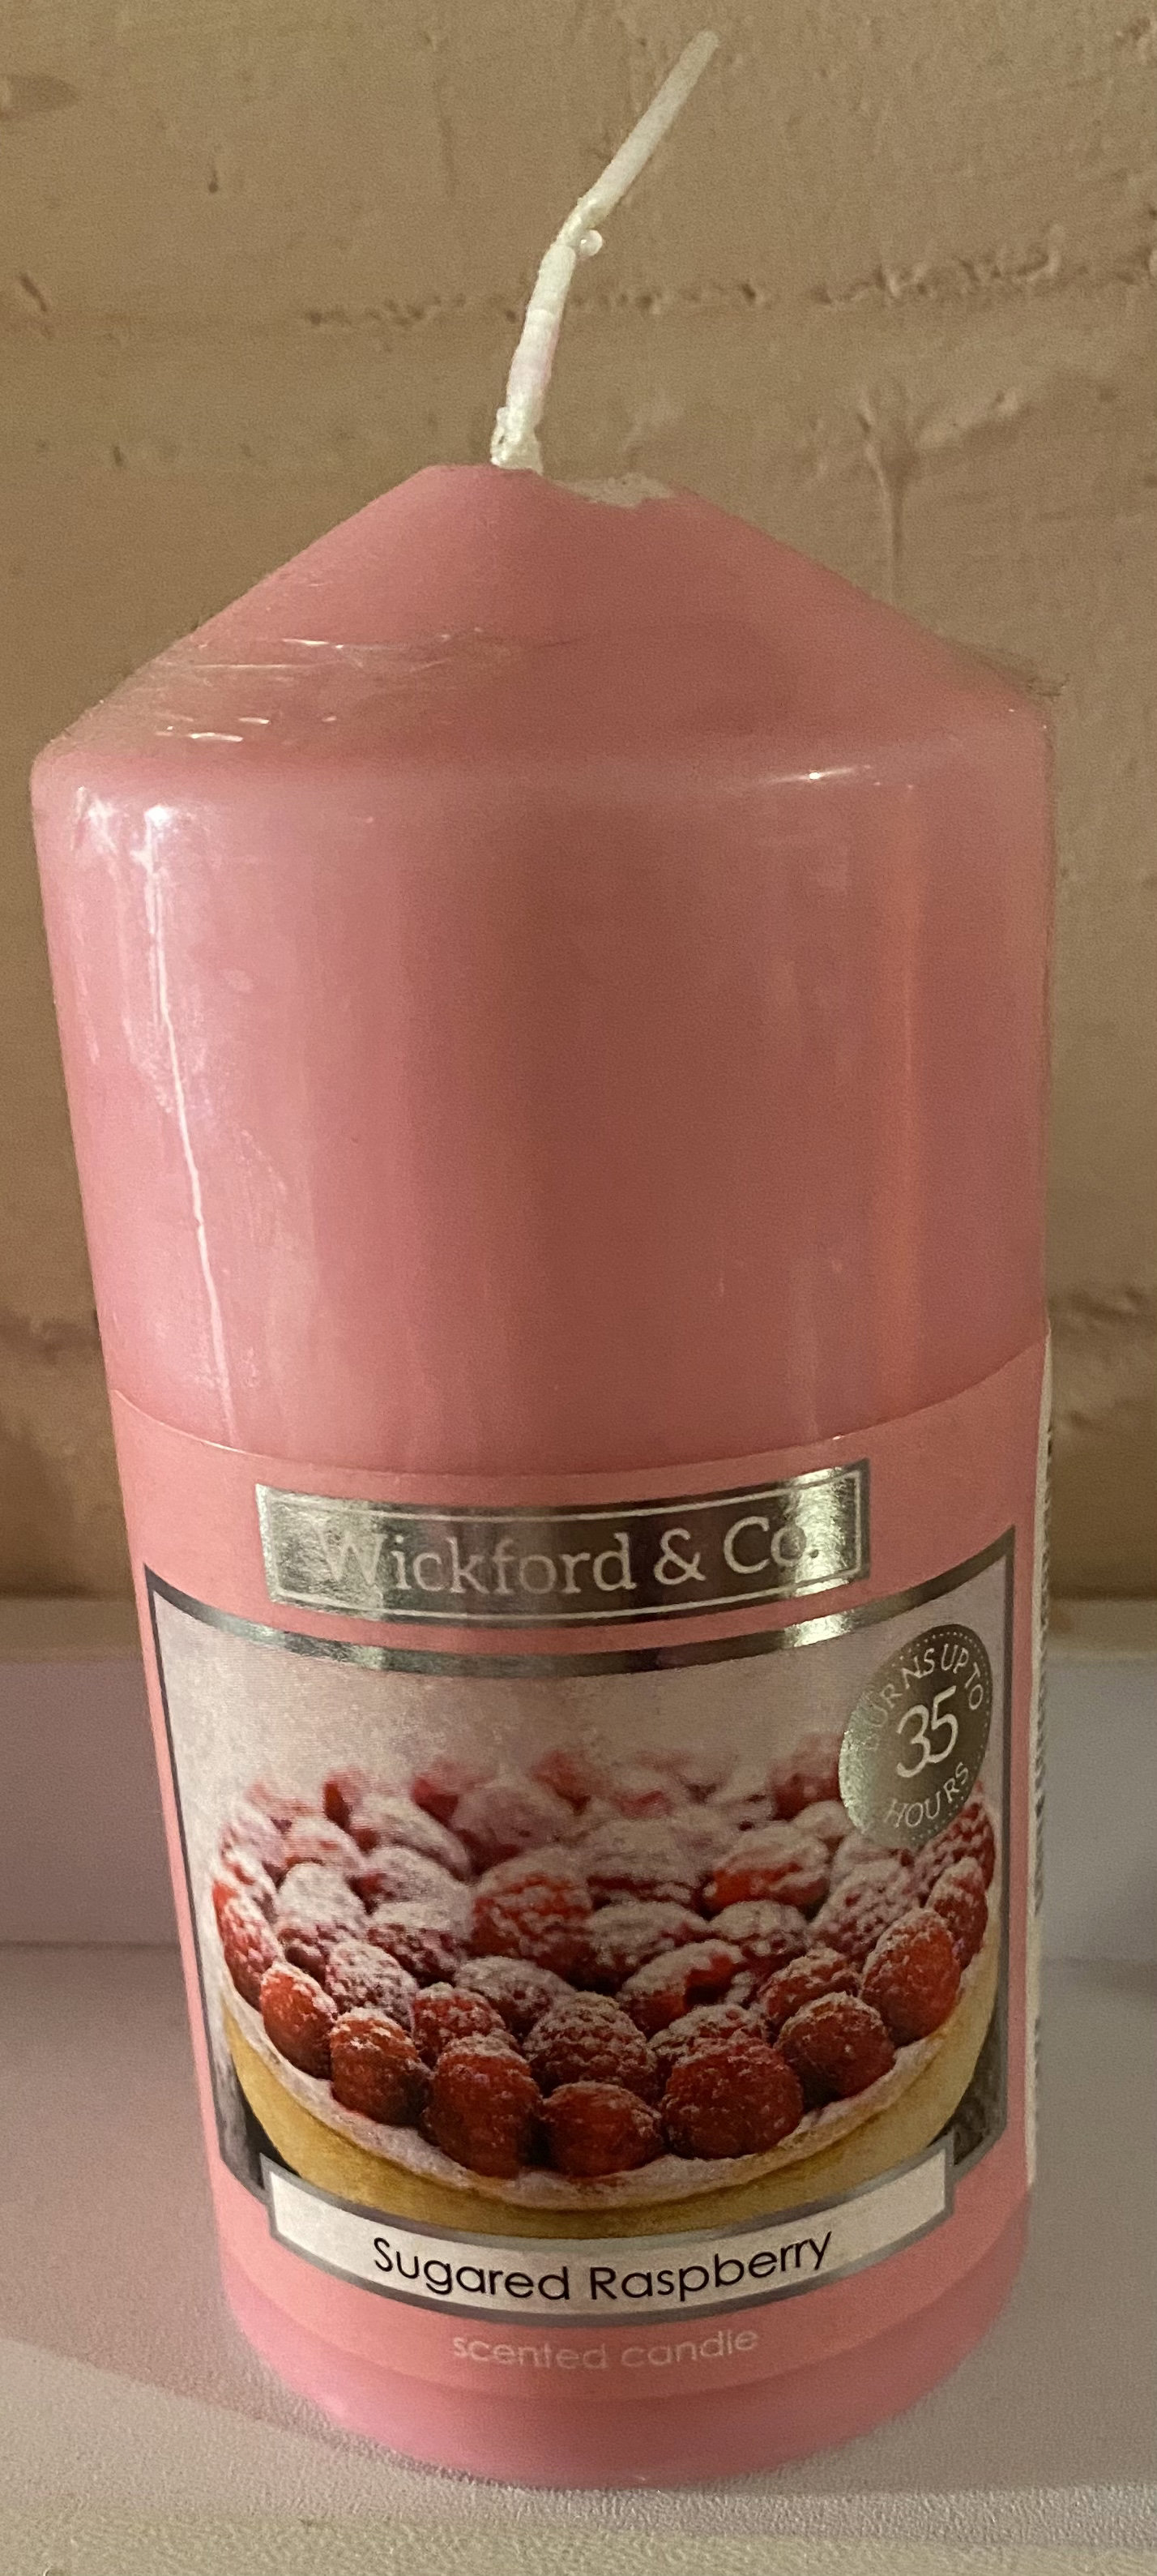 Wickford & Co.
BURNS UP TO
35
HOURS
Sugared Raspberry
scented candle